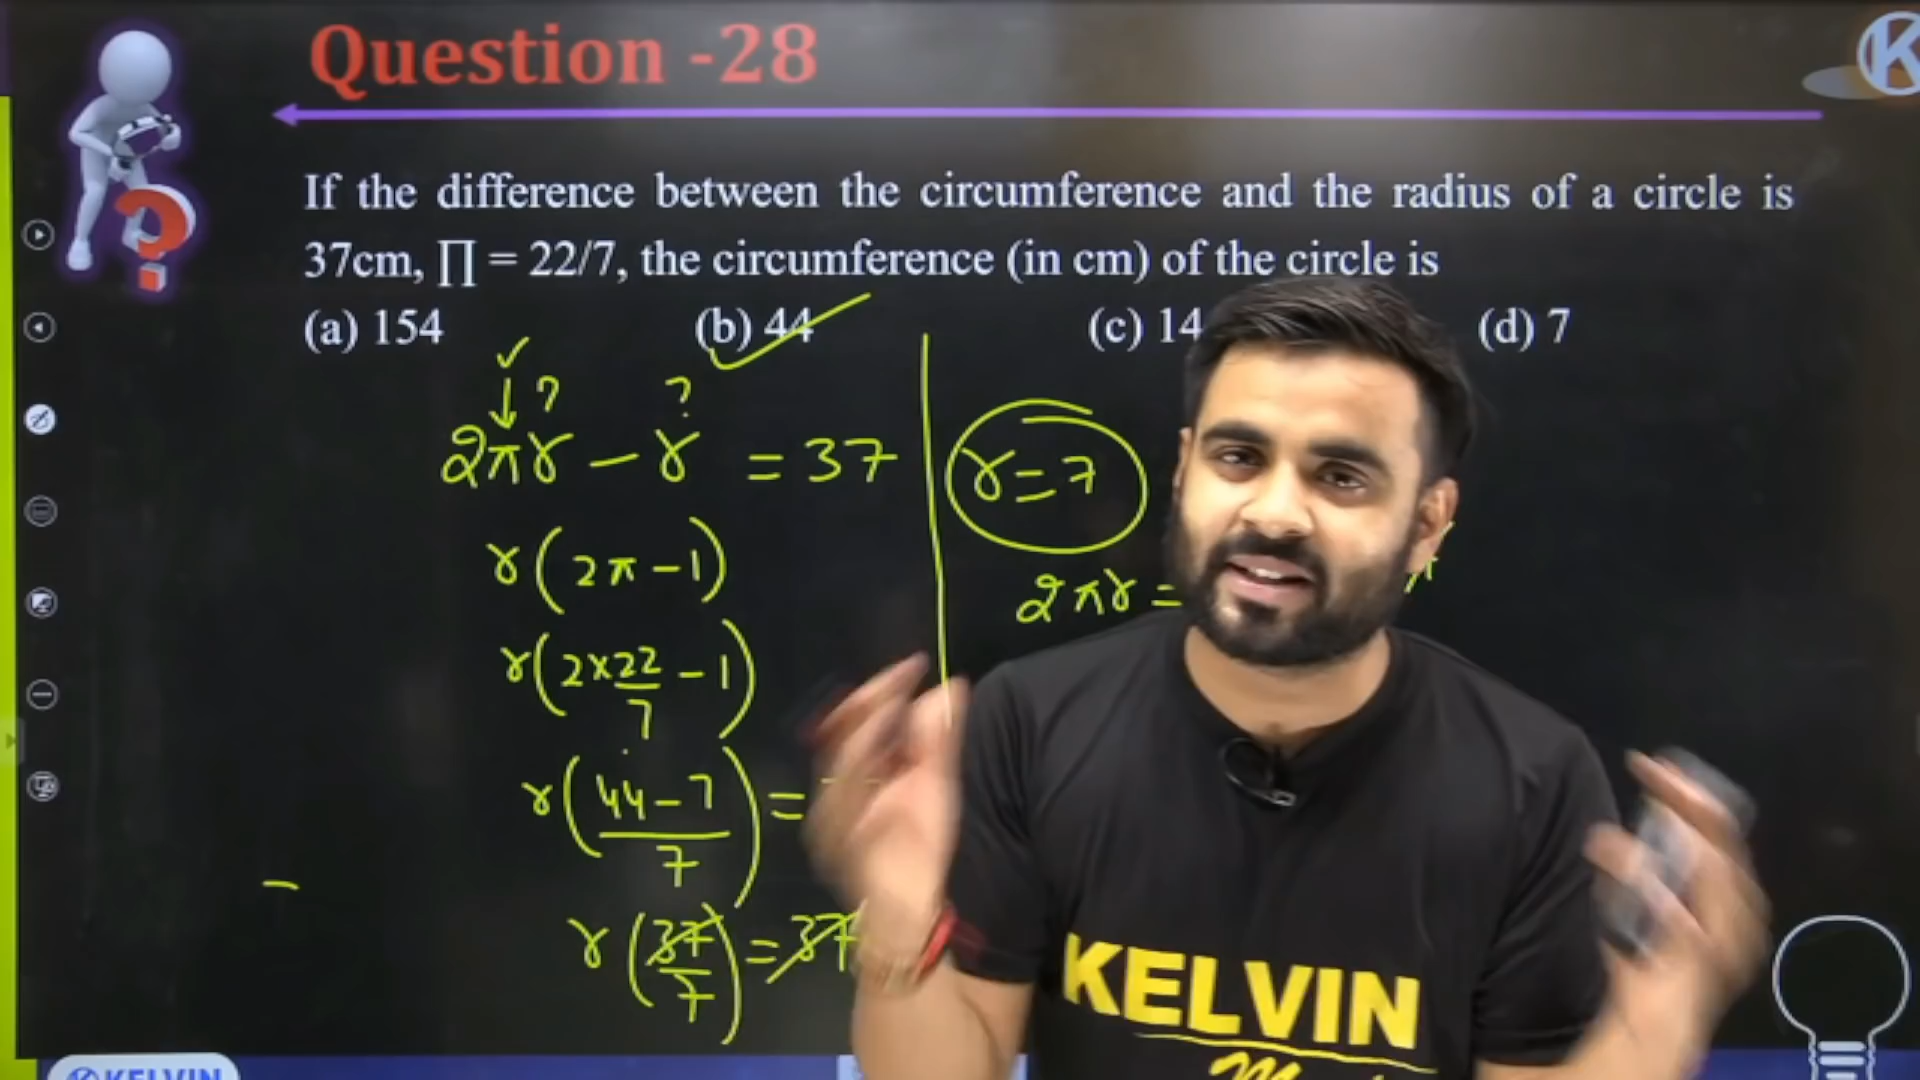 Question -28
K
If the difference between the circumference and the radius of a circle is
37cm, ∏ = 22/7, the circumference (in cm) of the circle is
(a) 154 (b) 44 (c) 14 (d) 7
? ?
2πr - r = 37
r(2π-1)
r(2×22/7 - 1)
r(44-7/7) =
r(37/7) = 37
r=7
2πr =
KELVIN
KELVIN